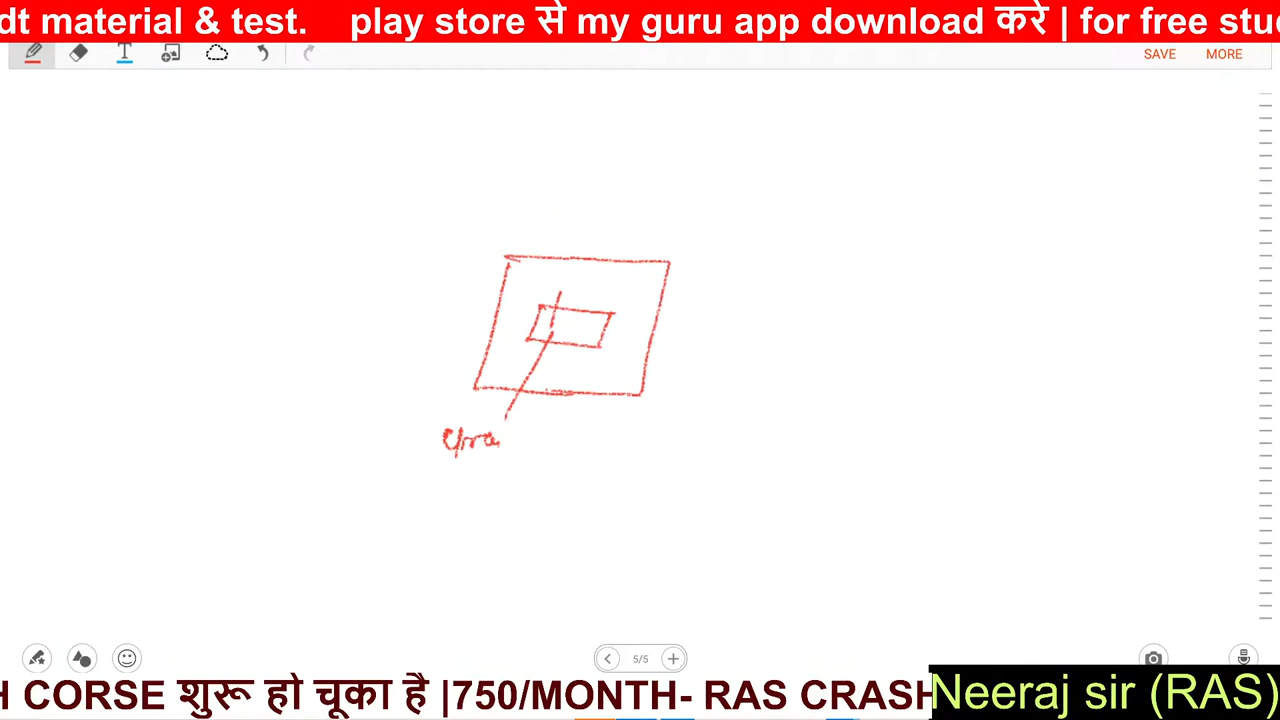 dt material & test. play store से my guru app download करे | for free stu
T
SAVE MORE
5/5
H CORSE शुरू हो चूका है |750/MONTH- RAS CRASH
Neeraj sir (RAS)